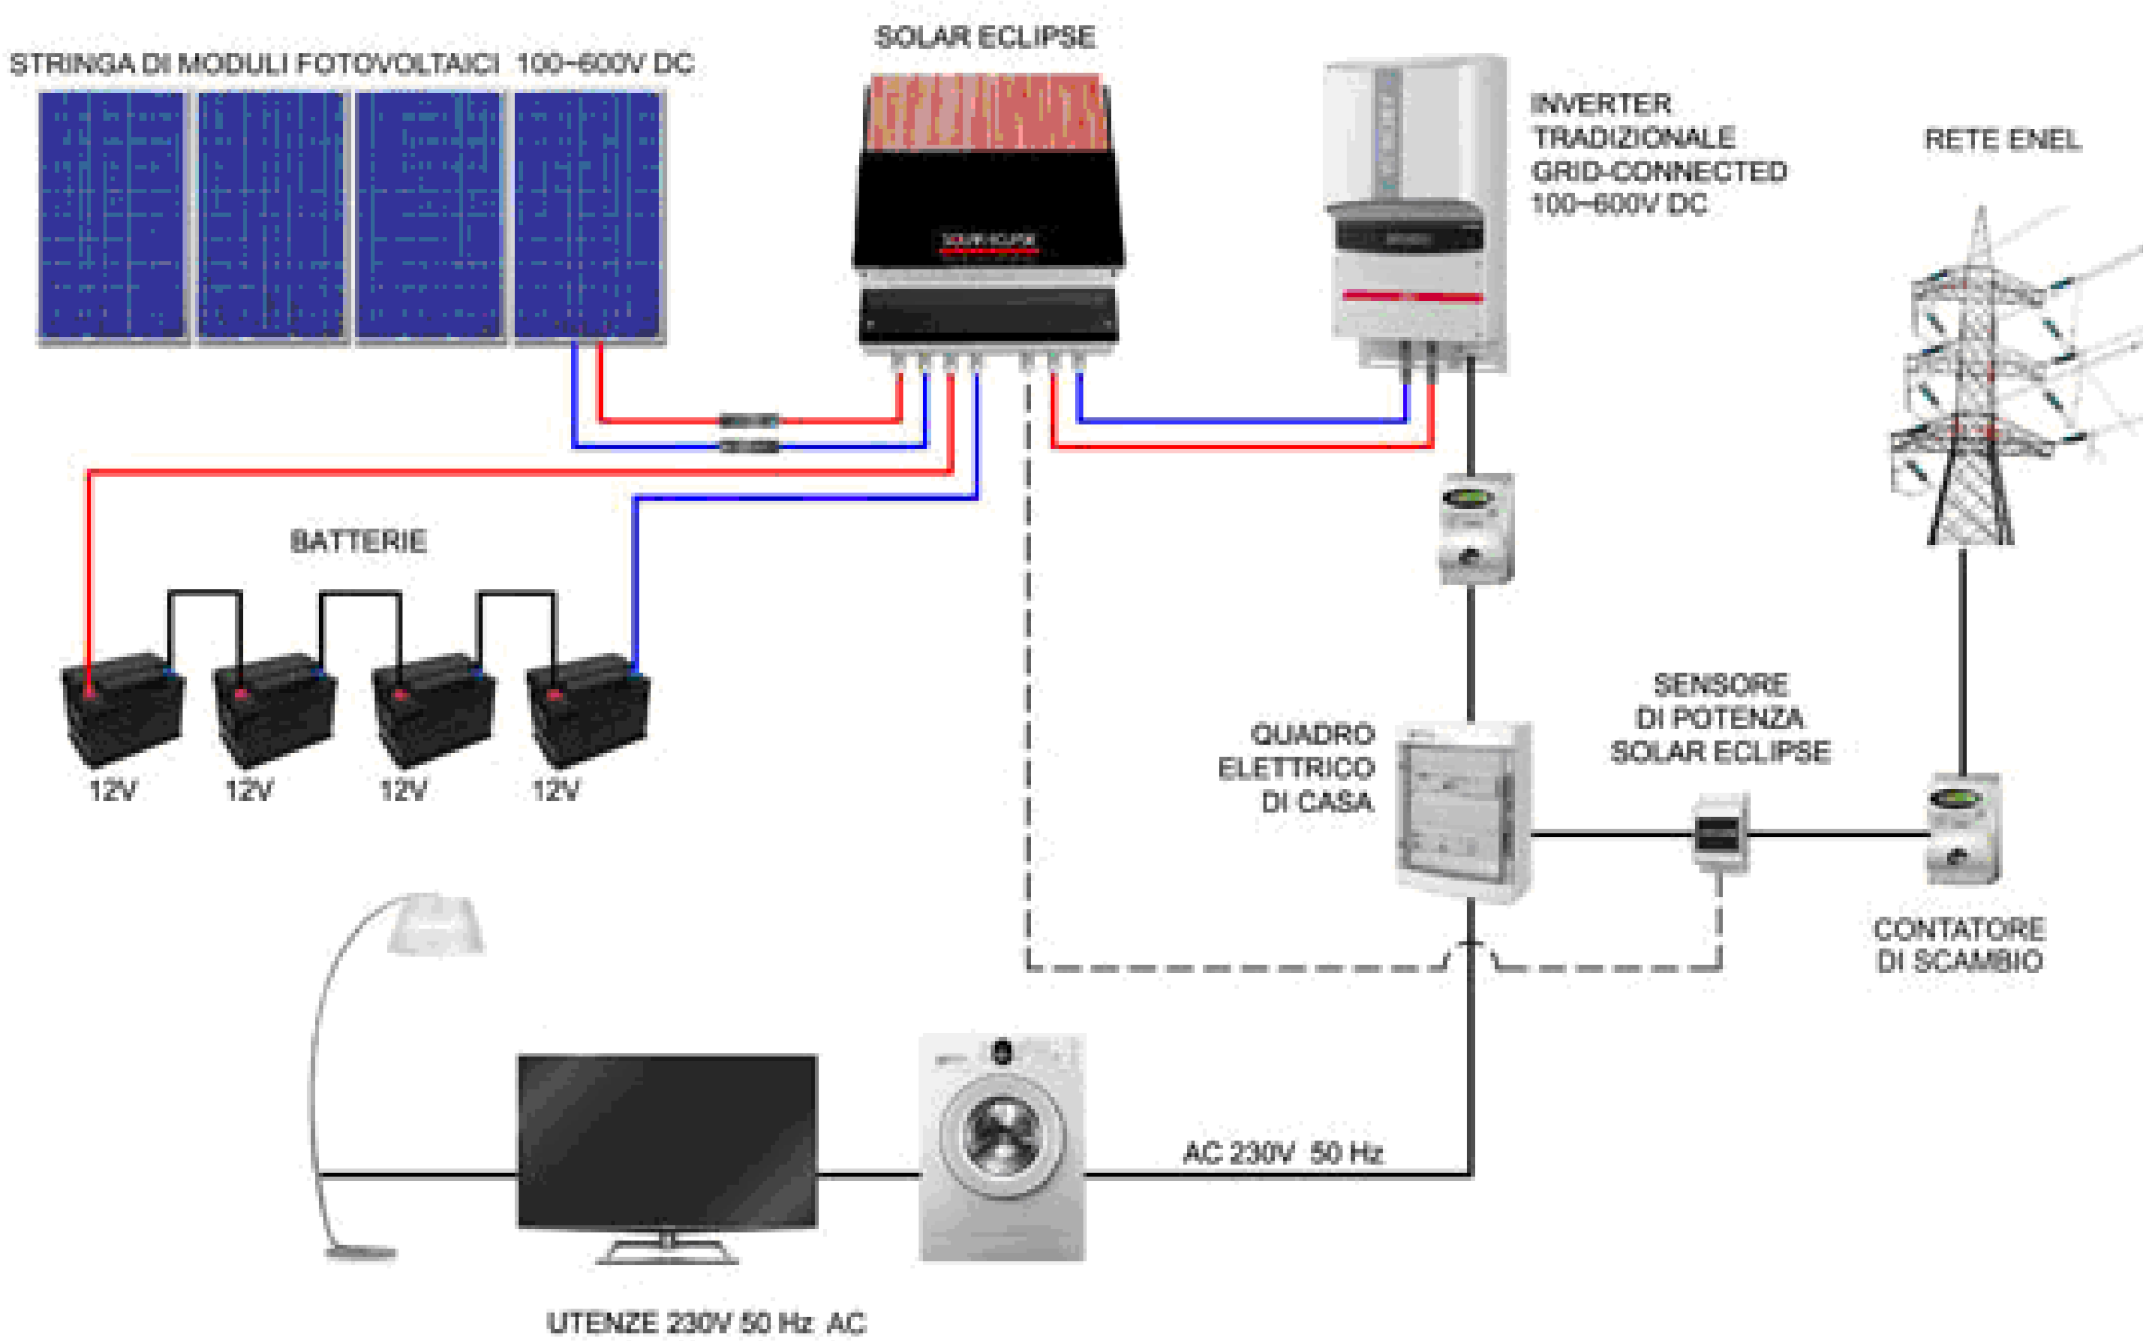 SOLAR ECLIPSE
STRINGA DI MODULI FOTOVOLTAICI 100~600V DC
INVERTER
TRADIZIONALE
GRID-CONNECTED
100~600V DC
RETE ENEL
SOLAR ECLIPSE
BATTERIE
12V
12V
12V
12V
QUADRO
ELETTRICO
DI CASA
SENSORE
DI POTENZA
SOLAR ECLIPSE
CONTATORE
DI SCAMBIO
AC 230V 50 Hz
UTENZE 230V 50 Hz AC